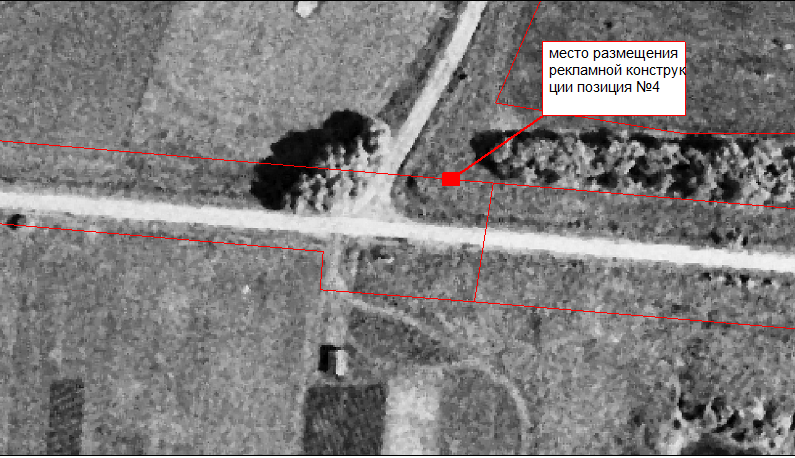 место размещения
рекламной конструк
ции позиция №4